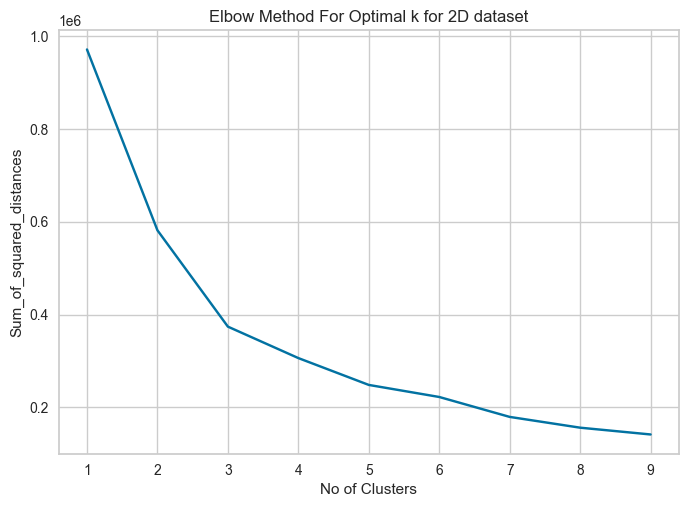 Elbow Method For Optimal k for 2D dataset
1e6
1.0
0.8
0.6
0.4
0.2
Sum_of_squared_distances
1 2 3 4 5 6 7 8 9
No of Clusters